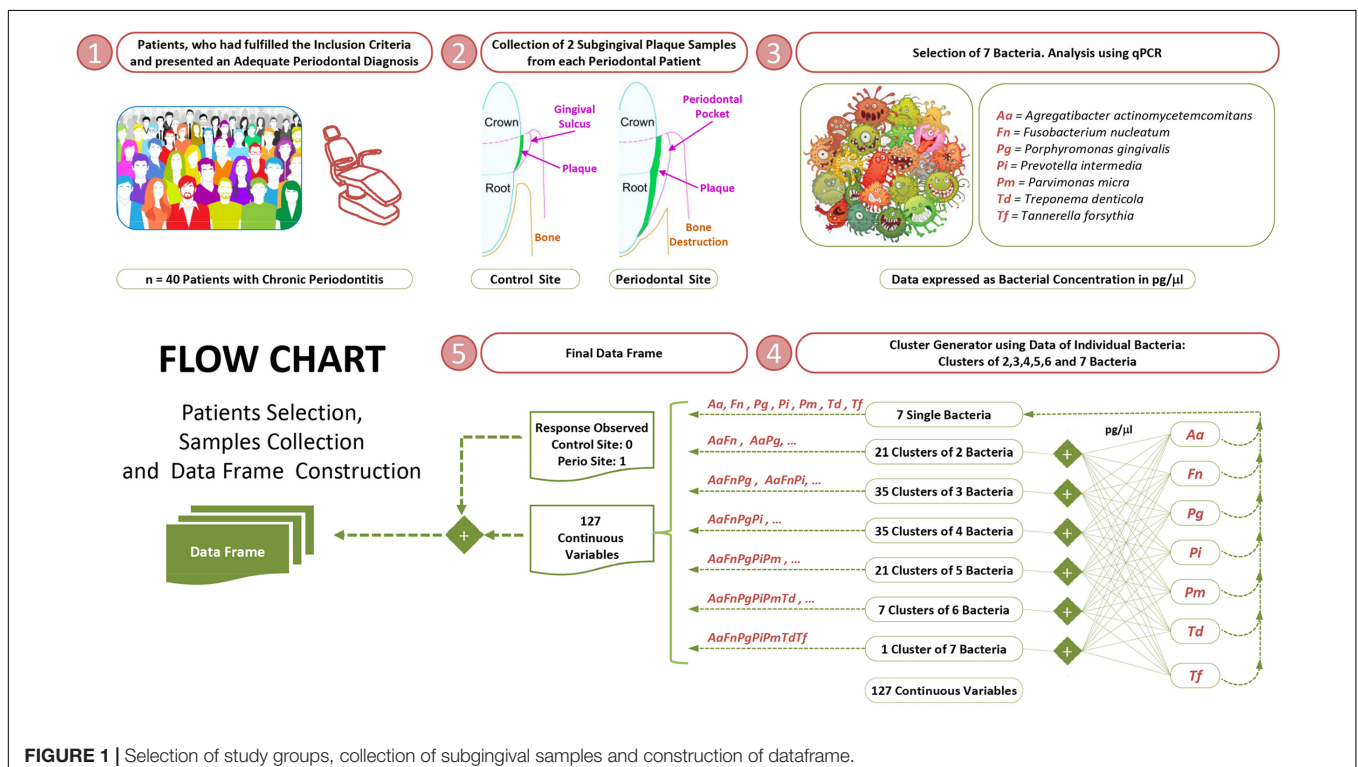 1
Patients, who had fulfilled the Inclusion Criteria
and presented an Adequate Periodontal Diagnosis
n = 40 Patients with Chronic Periodontitis
2
Collection of 2 Subgingival Plaque Samples
from each Periodontal Patient
Crown
Gingival
Sulcus
Plaque
Root
Bone
Control Site
Crown
Periodontal
Pocket
Plaque
Root
Bone
Destruction
Periodontal Site
3
Selection of 7 Bacteria. Analysis using qPCR
Aa = Agregatibacter actinomycetemcomitans
Fn = Fusobacterium nucleatum
Pg = Porphyromonas gingivalis
Pi = Prevotella intermedia
Pm = Parvimonas micra
Td = Treponema denticola
Tf = Tannerella forsythia
Data expressed as Bacterial Concentration in pg/µl
FLOW CHART
Patients Selection,
Samples Collection
and Data Frame Construction
Data Frame
+
5
Final Data Frame
Response Observed
Control Site: 0
Perio Site: 1
127
Continuous
Variables
4
Cluster Generator using Data of Individual Bacteria:
Clusters of 2,3,4,5,6 and 7 Bacteria
Aa, Fn , Pg , Pi , Pm , Td , Tf
7 Single Bacteria
pg/µl
AaFn , AaPg, ...
21 Clusters of 2 Bacteria
+
AaFnPg , AaFnPi, ...
35 Clusters of 3 Bacteria
+
AaFnPgPi , ...
35 Clusters of 4 Bacteria
+
AaFnPgPiPm , ...
21 Clusters of 5 Bacteria
+
AaFnPgPiPmTd , ...
7 Clusters of 6 Bacteria
+
AaFnPgPiPmTdTf
1 Cluster of 7 Bacteria
+
127 Continuous Variables
Aa
Fn
Pg
Pi
Pm
Td
Tf
FIGURE 1 | Selection of study groups, collection of subgingival samples and construction of dataframe.